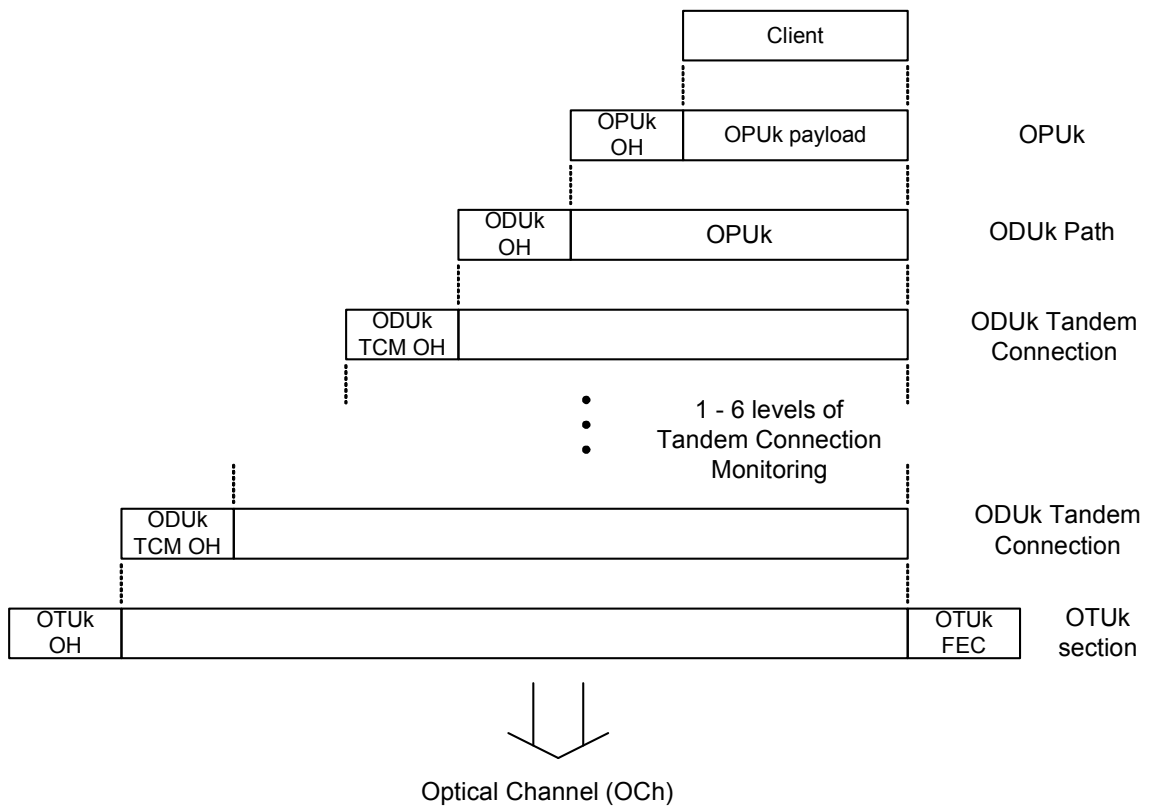 Client
OPUk
OH
OPUk payload
OPUk
ODUk
OH
OPUk
ODUk Path
ODUk
TCM OH
ODUk Tandem
Connection
1 - 6 levels of
Tandem Connection
Monitoring
ODUk
TCM OH
ODUk Tandem
Connection
OTUk
OH
OTUk
FEC
OTUk
section
Optical Channel (OCh)